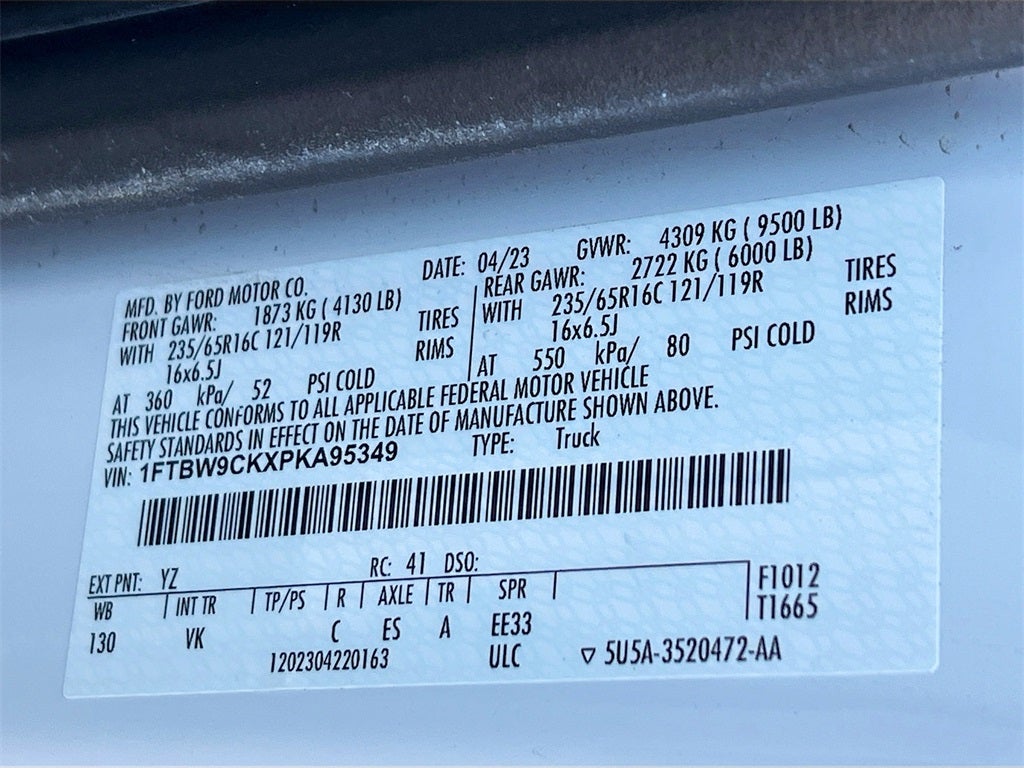 MFD. BY FORD MOTOR CO. DATE: 04/23 GVWR: 4309 KG ( 9500 LB)
FRONT GAWR: 1873 KG ( 4130 LB) REAR GAWR: 2722 KG ( 6000 LB)
WITH 235/65R16C 121/119R TIRES WITH 235/65R16C 121/119R TIRES
16x6.5J RIMS 16x6.5J RIMS
AT 360 kPa/ 52 PSI COLD AT 550 kPa/ 80 PSI COLD
THIS VEHICLE CONFORMS TO ALL APPLICABLE FEDERAL MOTOR VEHICLE
SAFETY STANDARDS IN EFFECT ON THE DATE OF MANUFACTURE SHOWN ABOVE.
VIN: 1FTBW9CKXPKA95349 TYPE: Truck
EXT PNT: YZ RC: 41 DSO:
WB INT TR TP/PS R AXLE TR SPR F1012
130 VK C ES A EE33 T1665
1202304220163 ULC ▽ 5U5A-3520472-AA